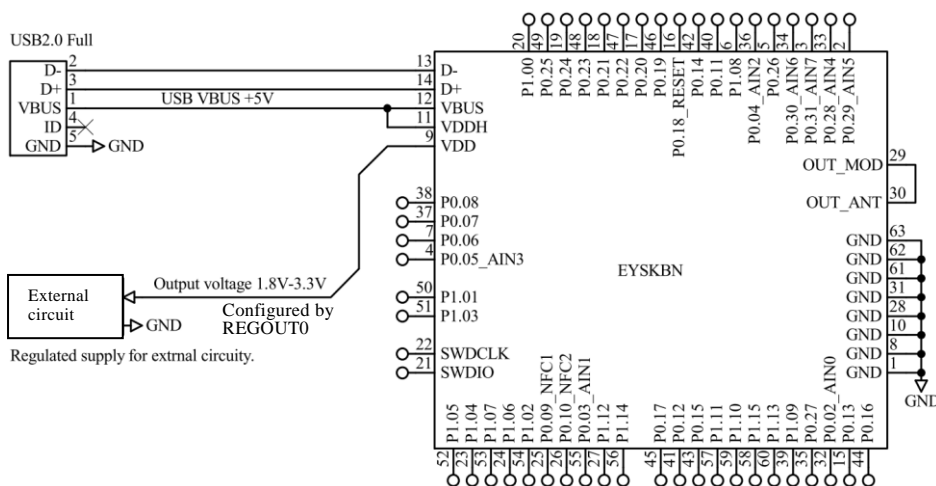 USB2.0 Full
D- 2
D+ 3
VBUS 1
ID 4
GND 5
GND
USB VBUS +5V
13 D-
14 D+
12 VBUS
11 VDDH
9 VDD
20 P1.00
49 P0.25
19 P0.24
48 P0.23
18 P0.21
47 P0.22
17 P0.20
46 P0.19
16 P0.18_RESET
42 P0.14
40 P0.11
6 P1.08
36 P0.04_AIN2
5 P0.26
34 P0.30_AIN6
3 P0.31_AIN7
33 P0.28_AIN4
2 P0.29_AIN5
OUT_MOD 29
OUT_ANT 30
38 P0.08
37 P0.07
7 P0.06
4 P0.05_AIN3
50 P1.01
51 P1.03
22 SWDCLK
21 SWDIO
EYSKBN
GND 63
GND 62
GND 61
GND 31
GND 28
GND 10
GND 8
GND 1
GND
External
circuit
GND
Output voltage 1.8V-3.3V
Configured by
REGOUT0
Regulated supply for extrnal circuity.
P1.05 52
P1.04 23
P1.07 53
P1.06 24
P1.02 54
P0.09_NFC1 25
P0.10_NFC2 26
P0.03_AIN1 55
P1.12 27
P1.14 56
P0.17 45
P0.12 41
P0.15 43
P1.11 57
P1.10 59
P1.15 58
P1.13 60
P1.09 39
P0.27 35
P0.02_AIN0 32
P0.13 15
P0.16 44